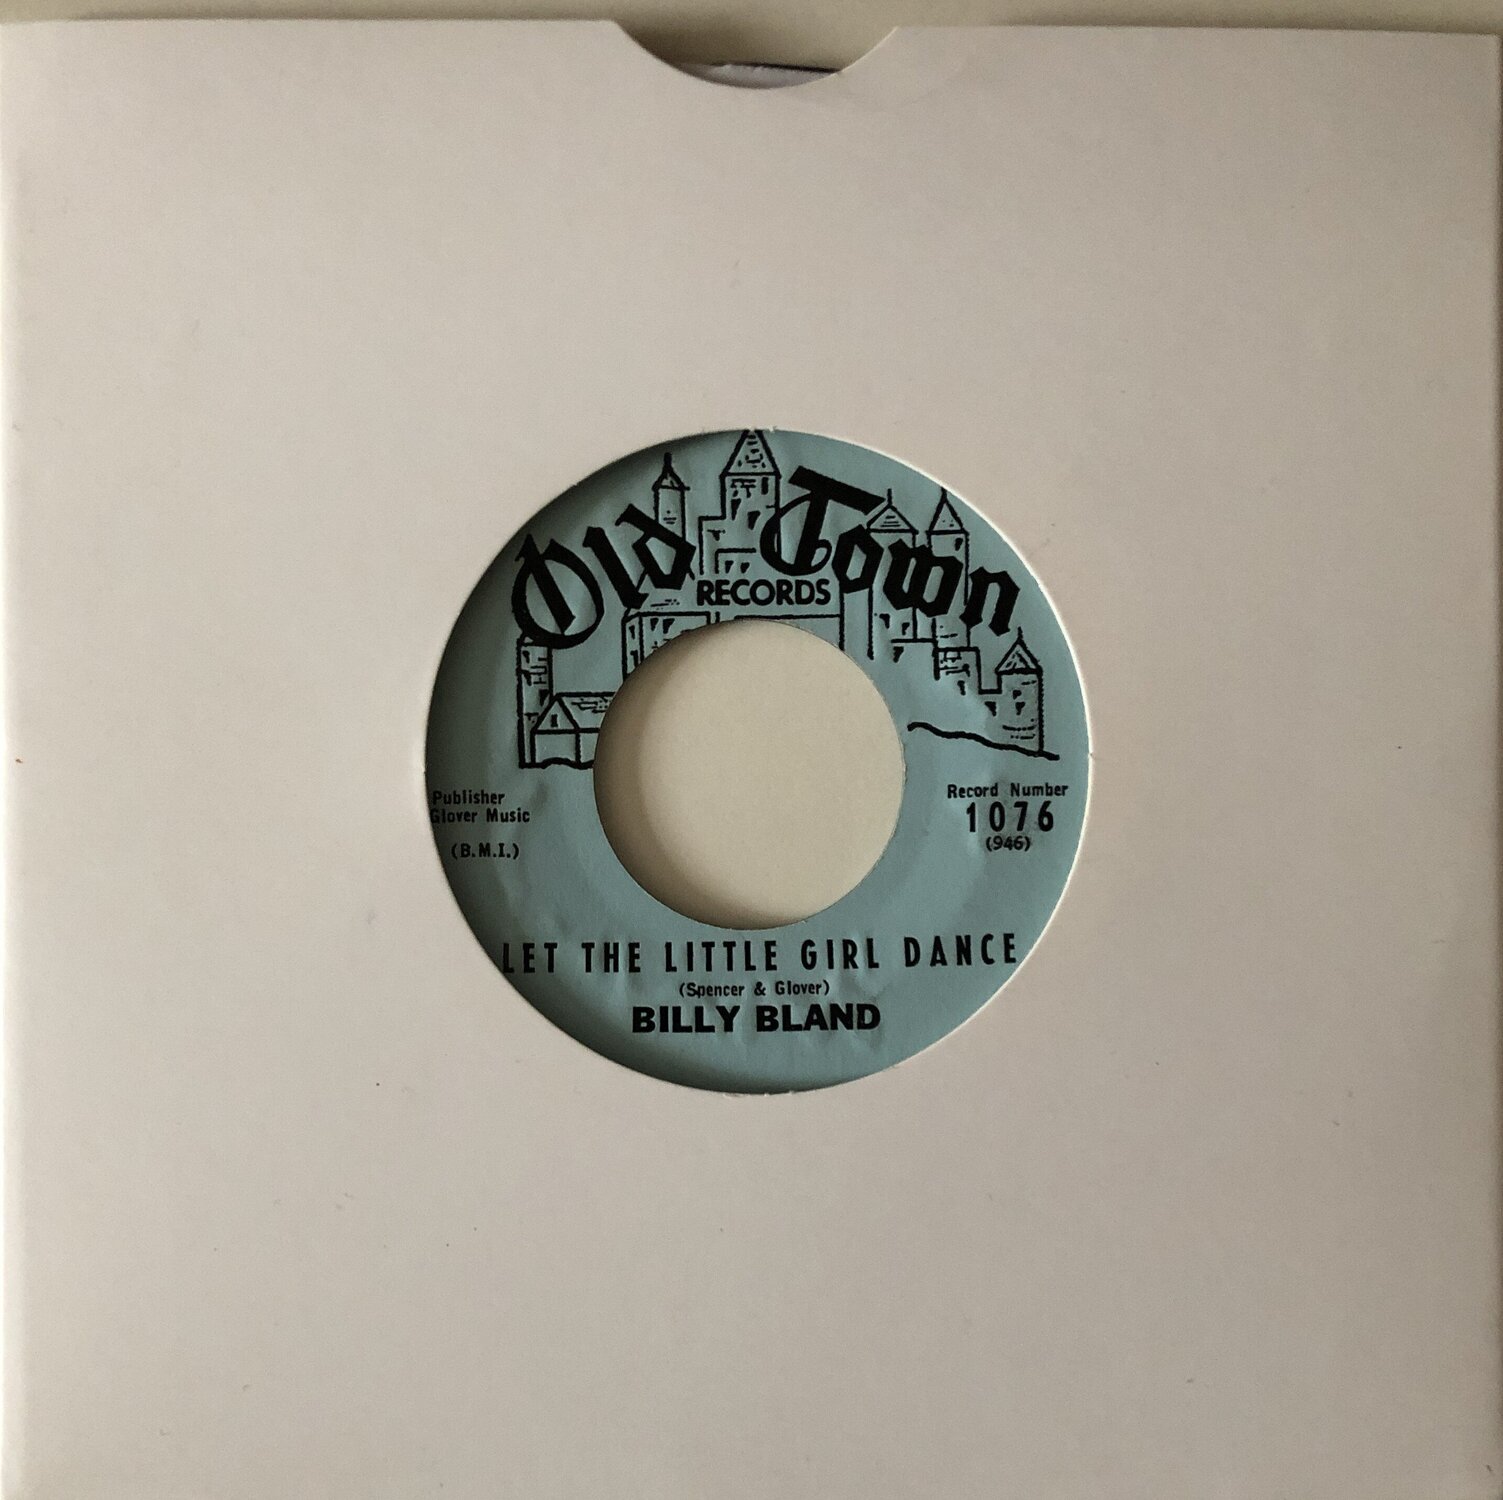 Old Town
RECORDS
Publisher
Glover Music
(B.M.I.)
Record Number
1076
(946)
LET THE LITTLE GIRL DANCE
(Spencer & Glover)
BILLY BLAND